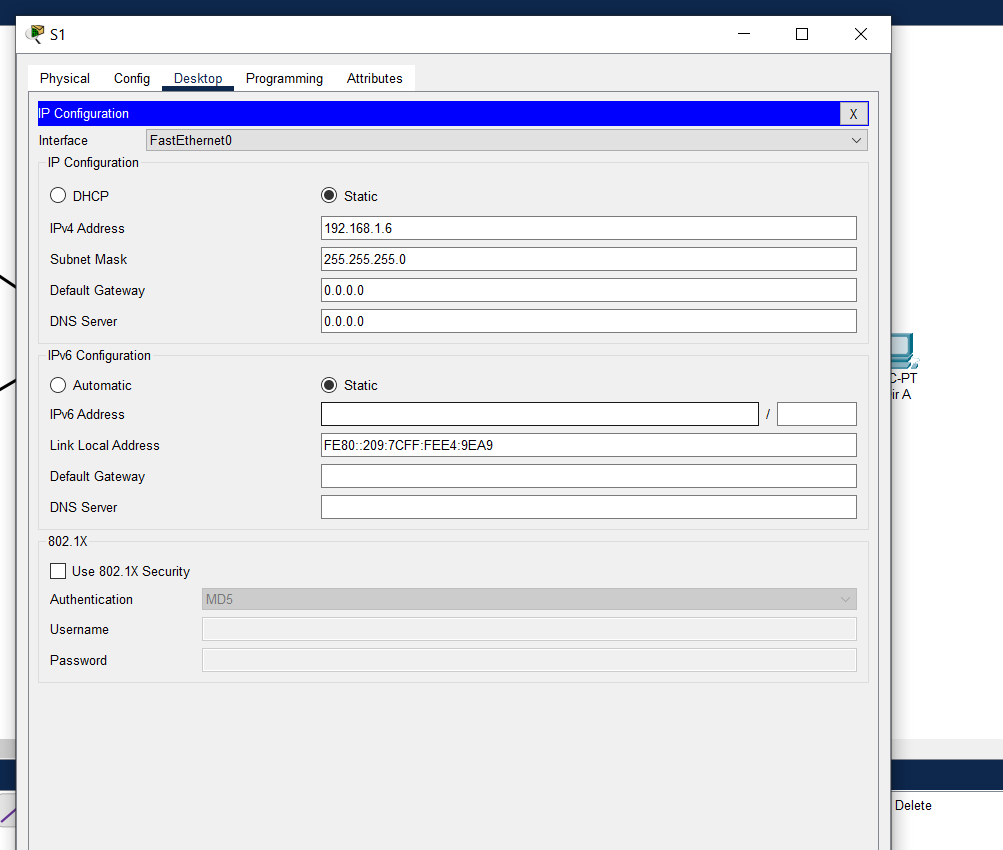 S1
Physical Config Desktop Programming Attributes
IP Configuration X
Interface FastEthernet0
IP Configuration
DHCP Static
IPv4 Address 192.168.1.6
Subnet Mask 255.255.255.0
Default Gateway 0.0.0.0
DNS Server 0.0.0.0
IPv6 Configuration
Automatic Static
IPv6 Address /
Link Local Address FE80::209:7CFF:FEE4:9EA9
Default Gateway
DNS Server
802.1X
Use 802.1X Security
Authentication MD5
Username
Password
C-PT
ir A
Delete